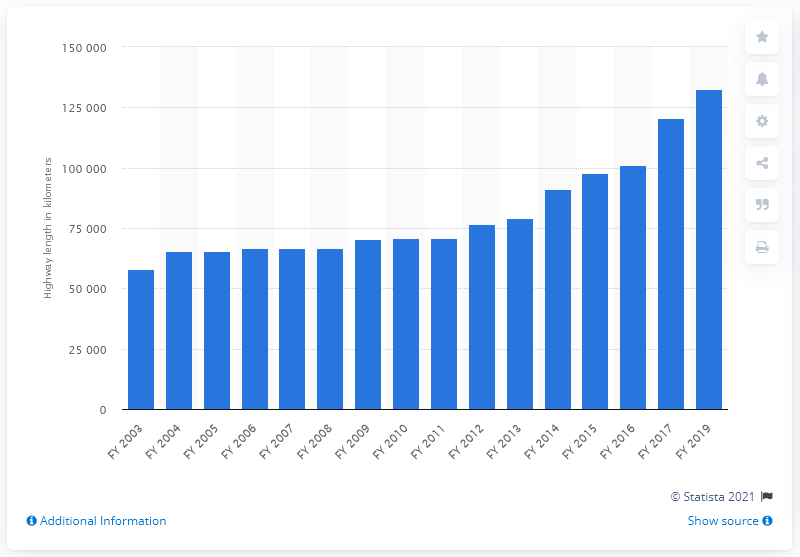 150 000
125 000
100 000
75 000
50 000
25 000
0
Highway length in kilometers
FY 2003
FY 2004
FY 2005
FY 2006
FY 2007
FY 2008
FY 2009
FY 2010
FY 2011
FY 2012
FY 2013
FY 2014
FY 2015
FY 2016
FY 2017
FY 2019
© Statista 2021
Additional Information
Show source